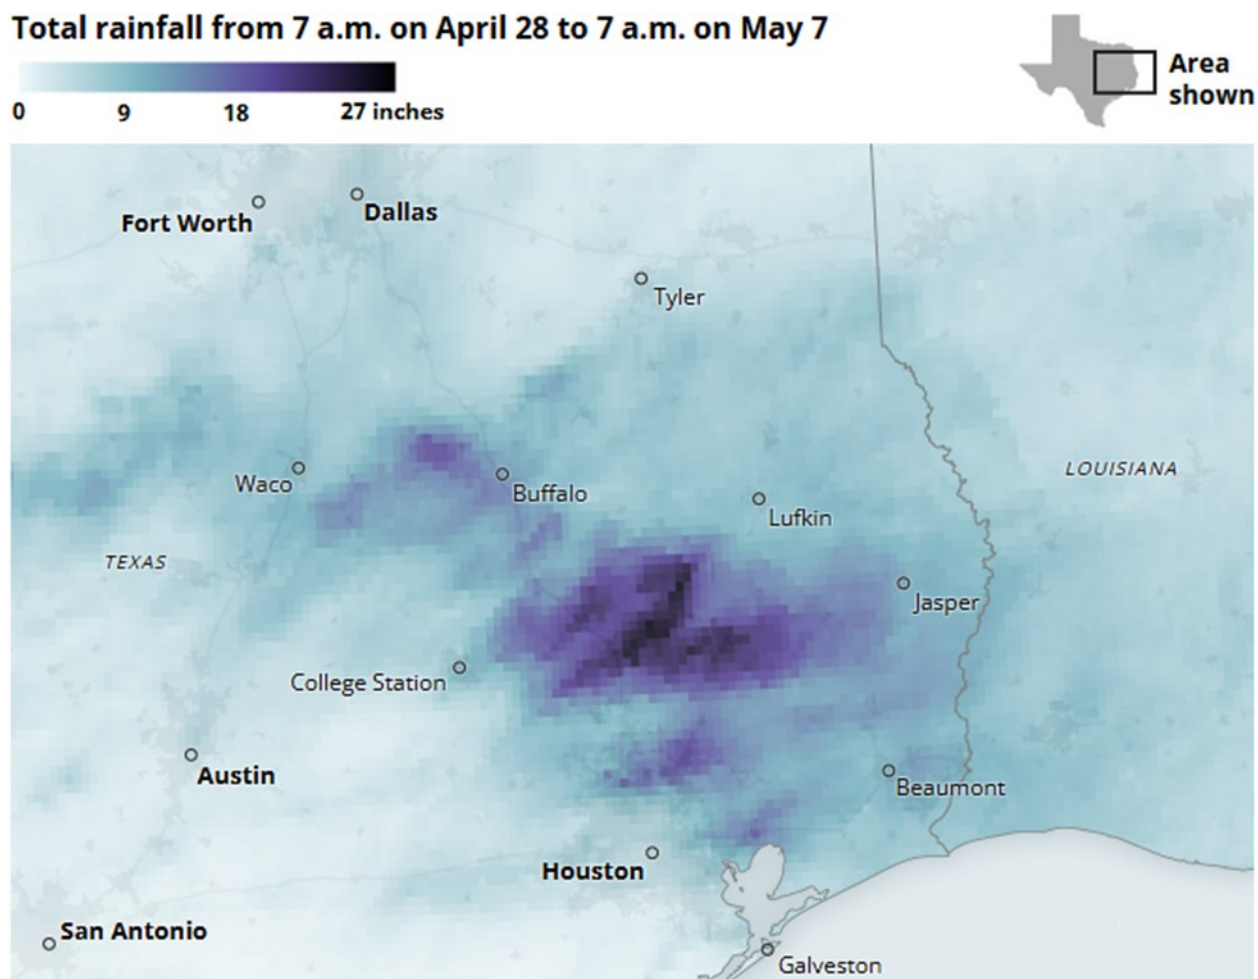 Total rainfall from 7 a.m. on April 28 to 7 a.m. on May 7
0 9 18 27 inches
Area
shown
Dallas
Fort Worth
Tyler
LOUISIANA
Waco
Buffalo
Lufkin
TEXAS
Jasper
College Station
Austin
Beaumont
Houston
San Antonio
Galveston